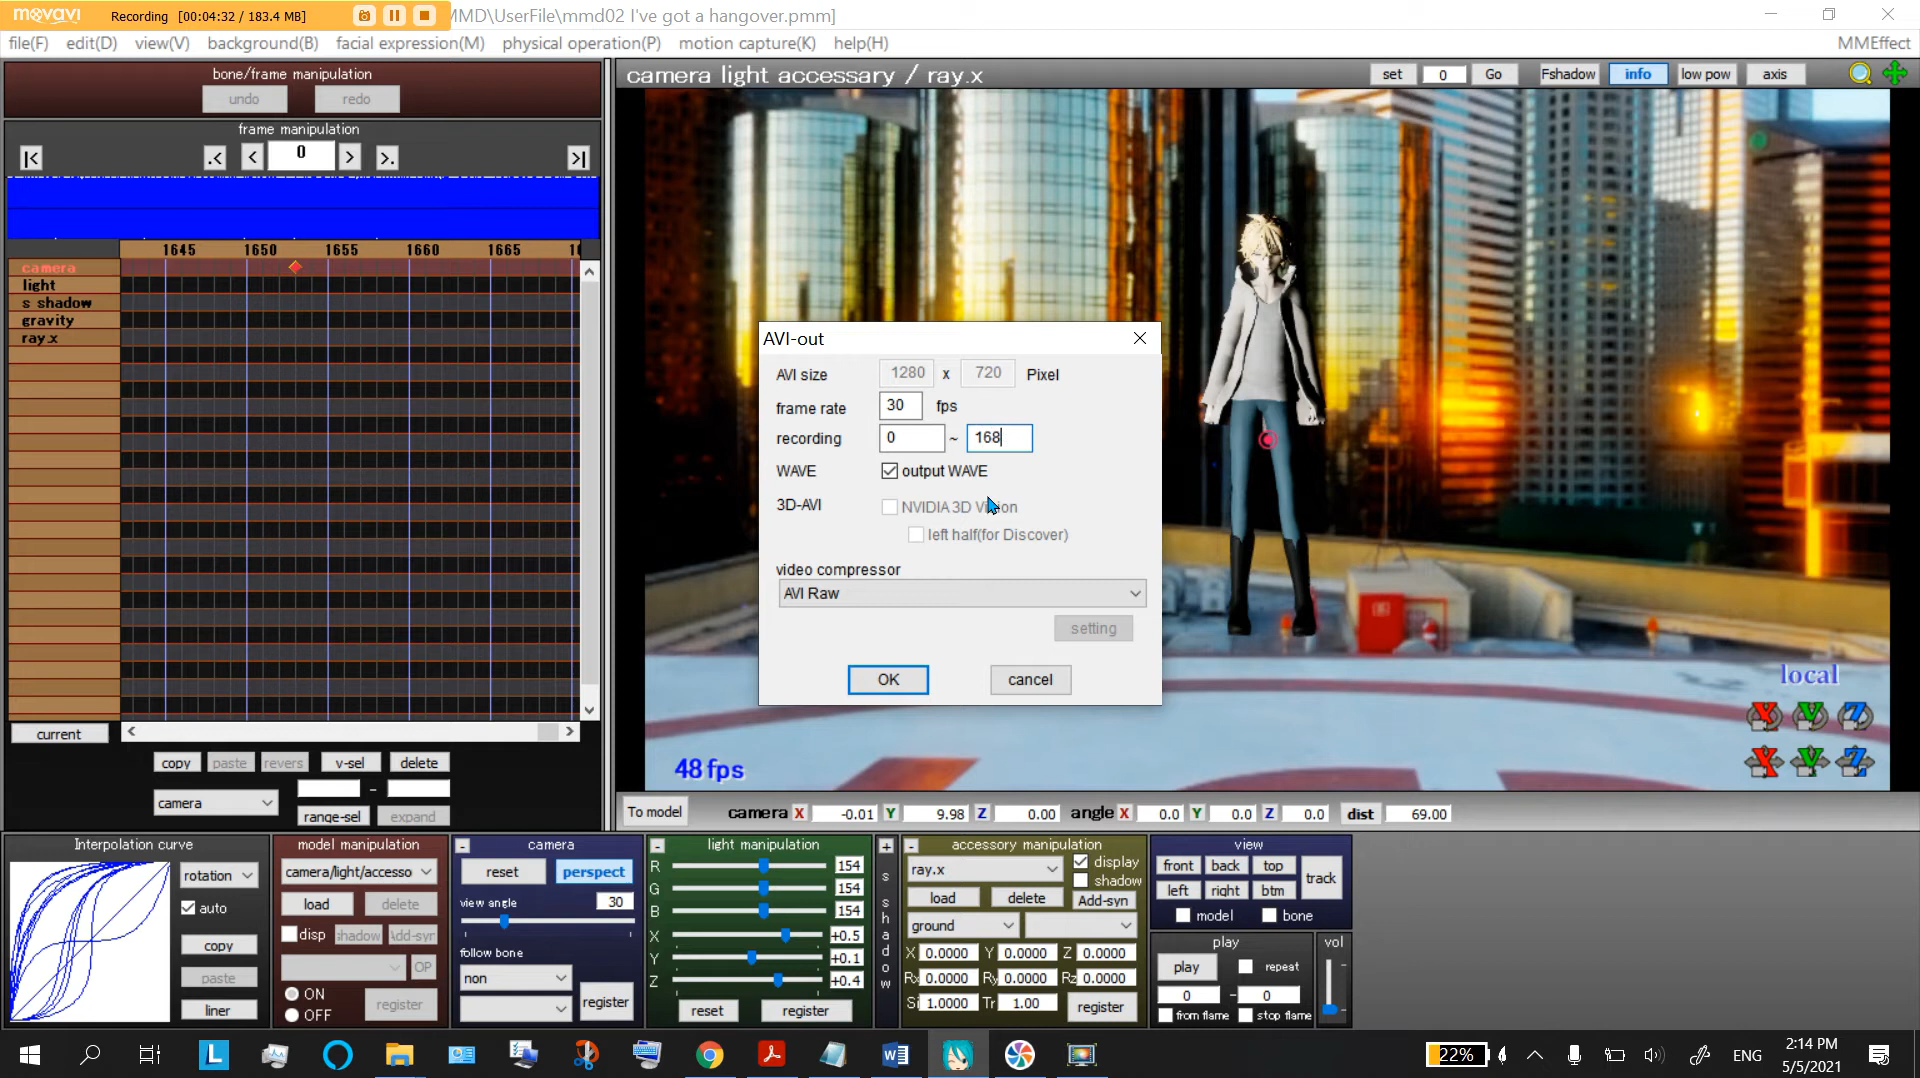 movavi Recording [00:04:32 / 183.4 MB] MMD\UserFile\mmd02 I've got a hangover.pmm]
file(F) edit(D) view(V) background(B) facial expression(M) physical operation(P) motion capture(K) help(H) MMEffect
bone/frame manipulation
undo redo
frame manipulation
|< .< < 0 > >. >|
1645 1650 1655 1660 1665
camera
light
s shadow
gravity
ray.x
current
copy paste revers v-sel delete
camera -
range-sel expand
camera light accessary / ray.x set 0 Go Fshadow info low pow axis
AVI-out
AVI size 1280 x 720 Pixel
frame rate 30 fps
recording 0 ~ 168
WAVE output WAVE
3D-AVI NVIDIA 3D Vision
left half(for Discover)
video compressor
AVI Raw
setting
OK cancel
local
X Y Z
X Y Z
48 fps
To model camera X -0.01 Y 9.98 Z 0.00 angle X 0.0 Y 0.0 Z 0.0 dist 69.00
Interpolation curve
rotation
auto
copy
paste
liner
model manipulation
camera/light/accesso
load delete
disp shadow Add-syn
OP
ON
OFF
register
- camera
reset perspect
view angle 30
follow bone
non
register
- light manipulation
R 154
G 154
B 154
X +0.5
Y +0.1
Z +0.4
reset register
+
s
h
a
d
o
w
- accessory manipulation
ray.x display
shadow
load delete Add-syn
ground
X 0.0000 Y 0.0000 Z 0.0000
Rx 0.0000 Ry 0.0000 Rz 0.0000
Si 1.0000 Tr 1.00 register
view
front back top
left right btm
track
model bone
play
play repeat
0 - 0
from flame stop flame
vol
L 22% ENG 2:14 PM
5/5/2021